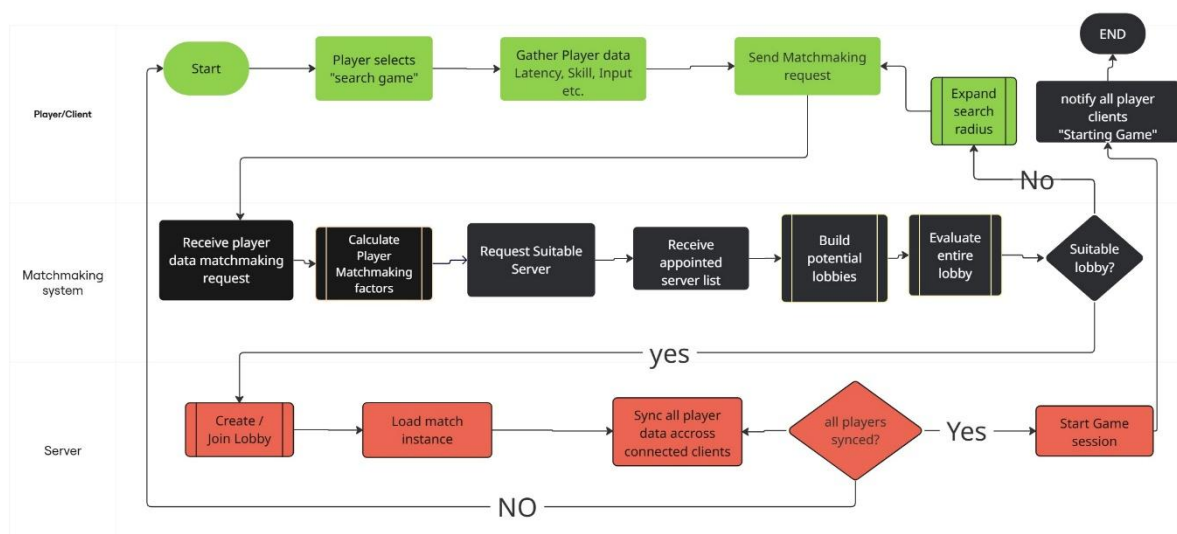 END
Start
Player selects
"search game"
Gather Player data
Latency, Skill, Input
etc.
Send Matchmaking
request
Expand
search
radius
notify all player
clients
"Starting Game"
Player/Client
No
Receive player
data matchmaking
request
Calculate
Player
Matchmaking
factors
Request Suitable
Server
Receive
appointed
server list
Build
potential
lobbies
Evaluate
entire
lobby
Suitable
lobby?
Matchmaking
system
yes
Create /
Join Lobby
Load match
instance
Sync all player
data accross
connected clients
all players
synced?
Yes
Start Game
session
Server
NO